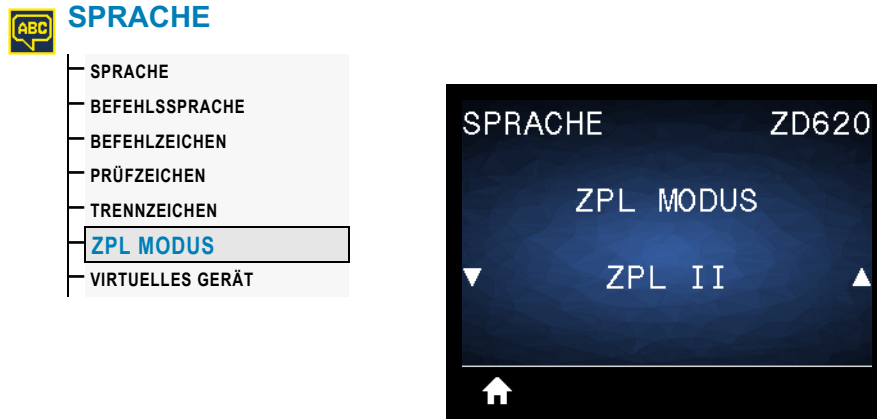 ABC
SPRACHE
SPRACHE
BEFEHLSSPRACHE
BEFEHLZEICHEN
PRÜFZEICHEN
TRENNZEICHEN
ZPL MODUS
VIRTUELLES GERÄT
SPRACHE ZD620
ZPL MODUS
ZPL II